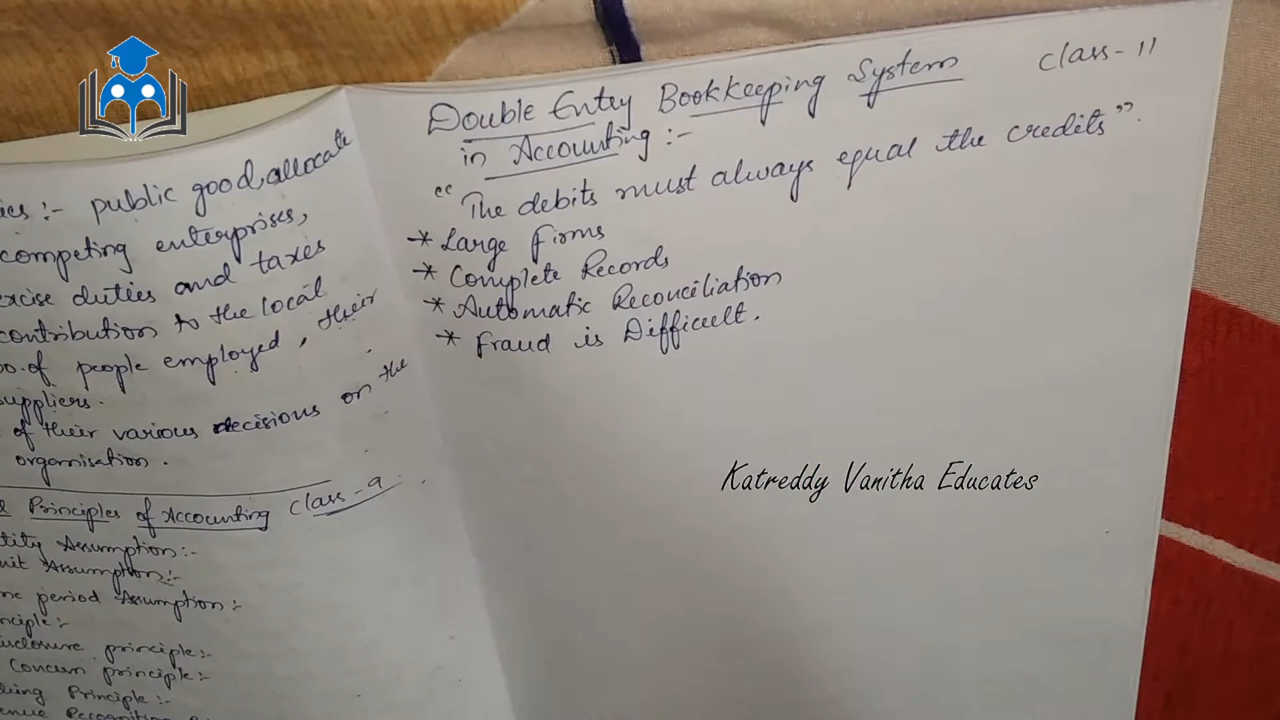 public good, allocate
competing enterprises,
duties and taxes
contribution to the local
of people employed, their
suppliers.
of their various decisions on the
organisation.
Principles of Accounting class-9
Assumption:-
Assumption:-
period Assumption:-
principle:-
Concern principle:-
Principle:-
Double Entry Bookkeeping System class-11
in Accounting:-
"The debits must always equal the credits".
* Large Firms
* Complete Records
* Automatic Reconciliation
* Fraud is Difficult.
Katreddy Vanitha Educates